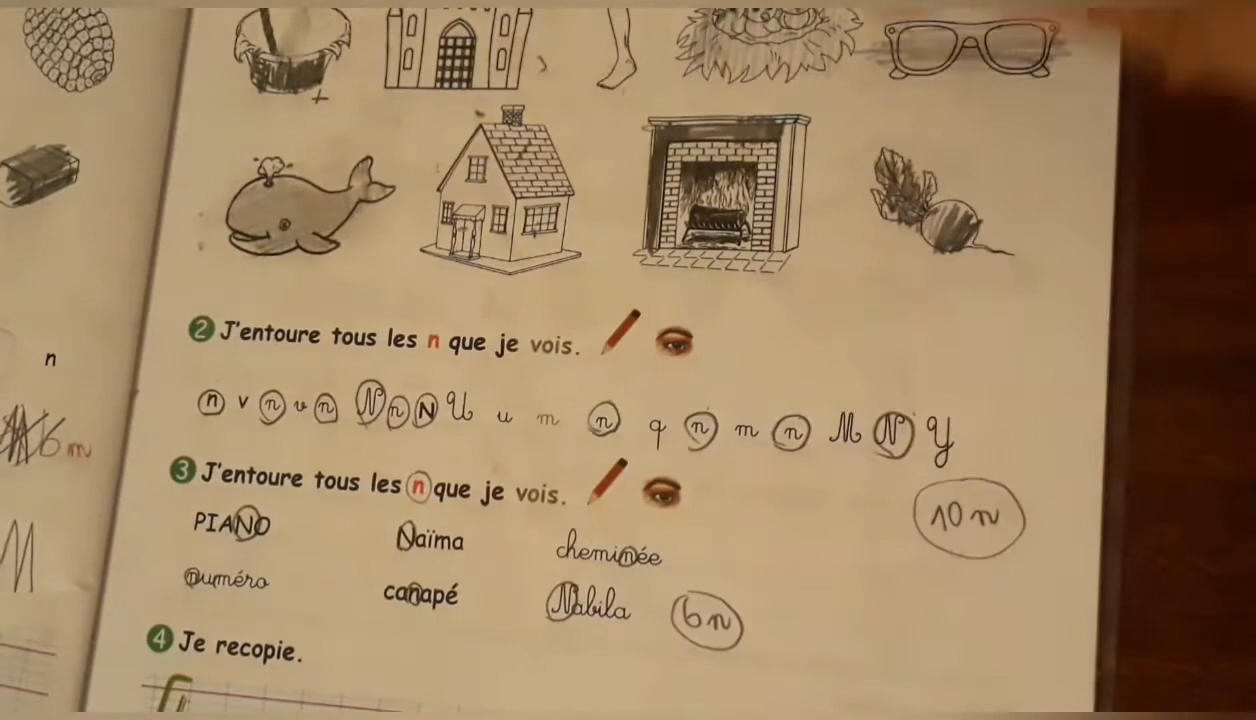 n
m
M
2 J'entoure tous les n que je vois.
n v n v n N n N U u m n q n m n M N Y
3 J'entoure tous les n que je vois.
10 n
PIANO Naïma cheminée
numéro canapé Nabila 6 n
4 Je recopie.